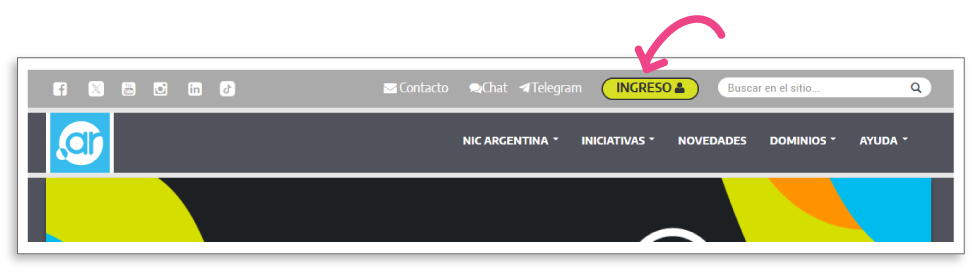 Contacto Chat Telegram INGRESO Buscar en el sitio...
.ar NIC ARGENTINA INICIATIVAS NOVEDADES DOMINIOS AYUDA